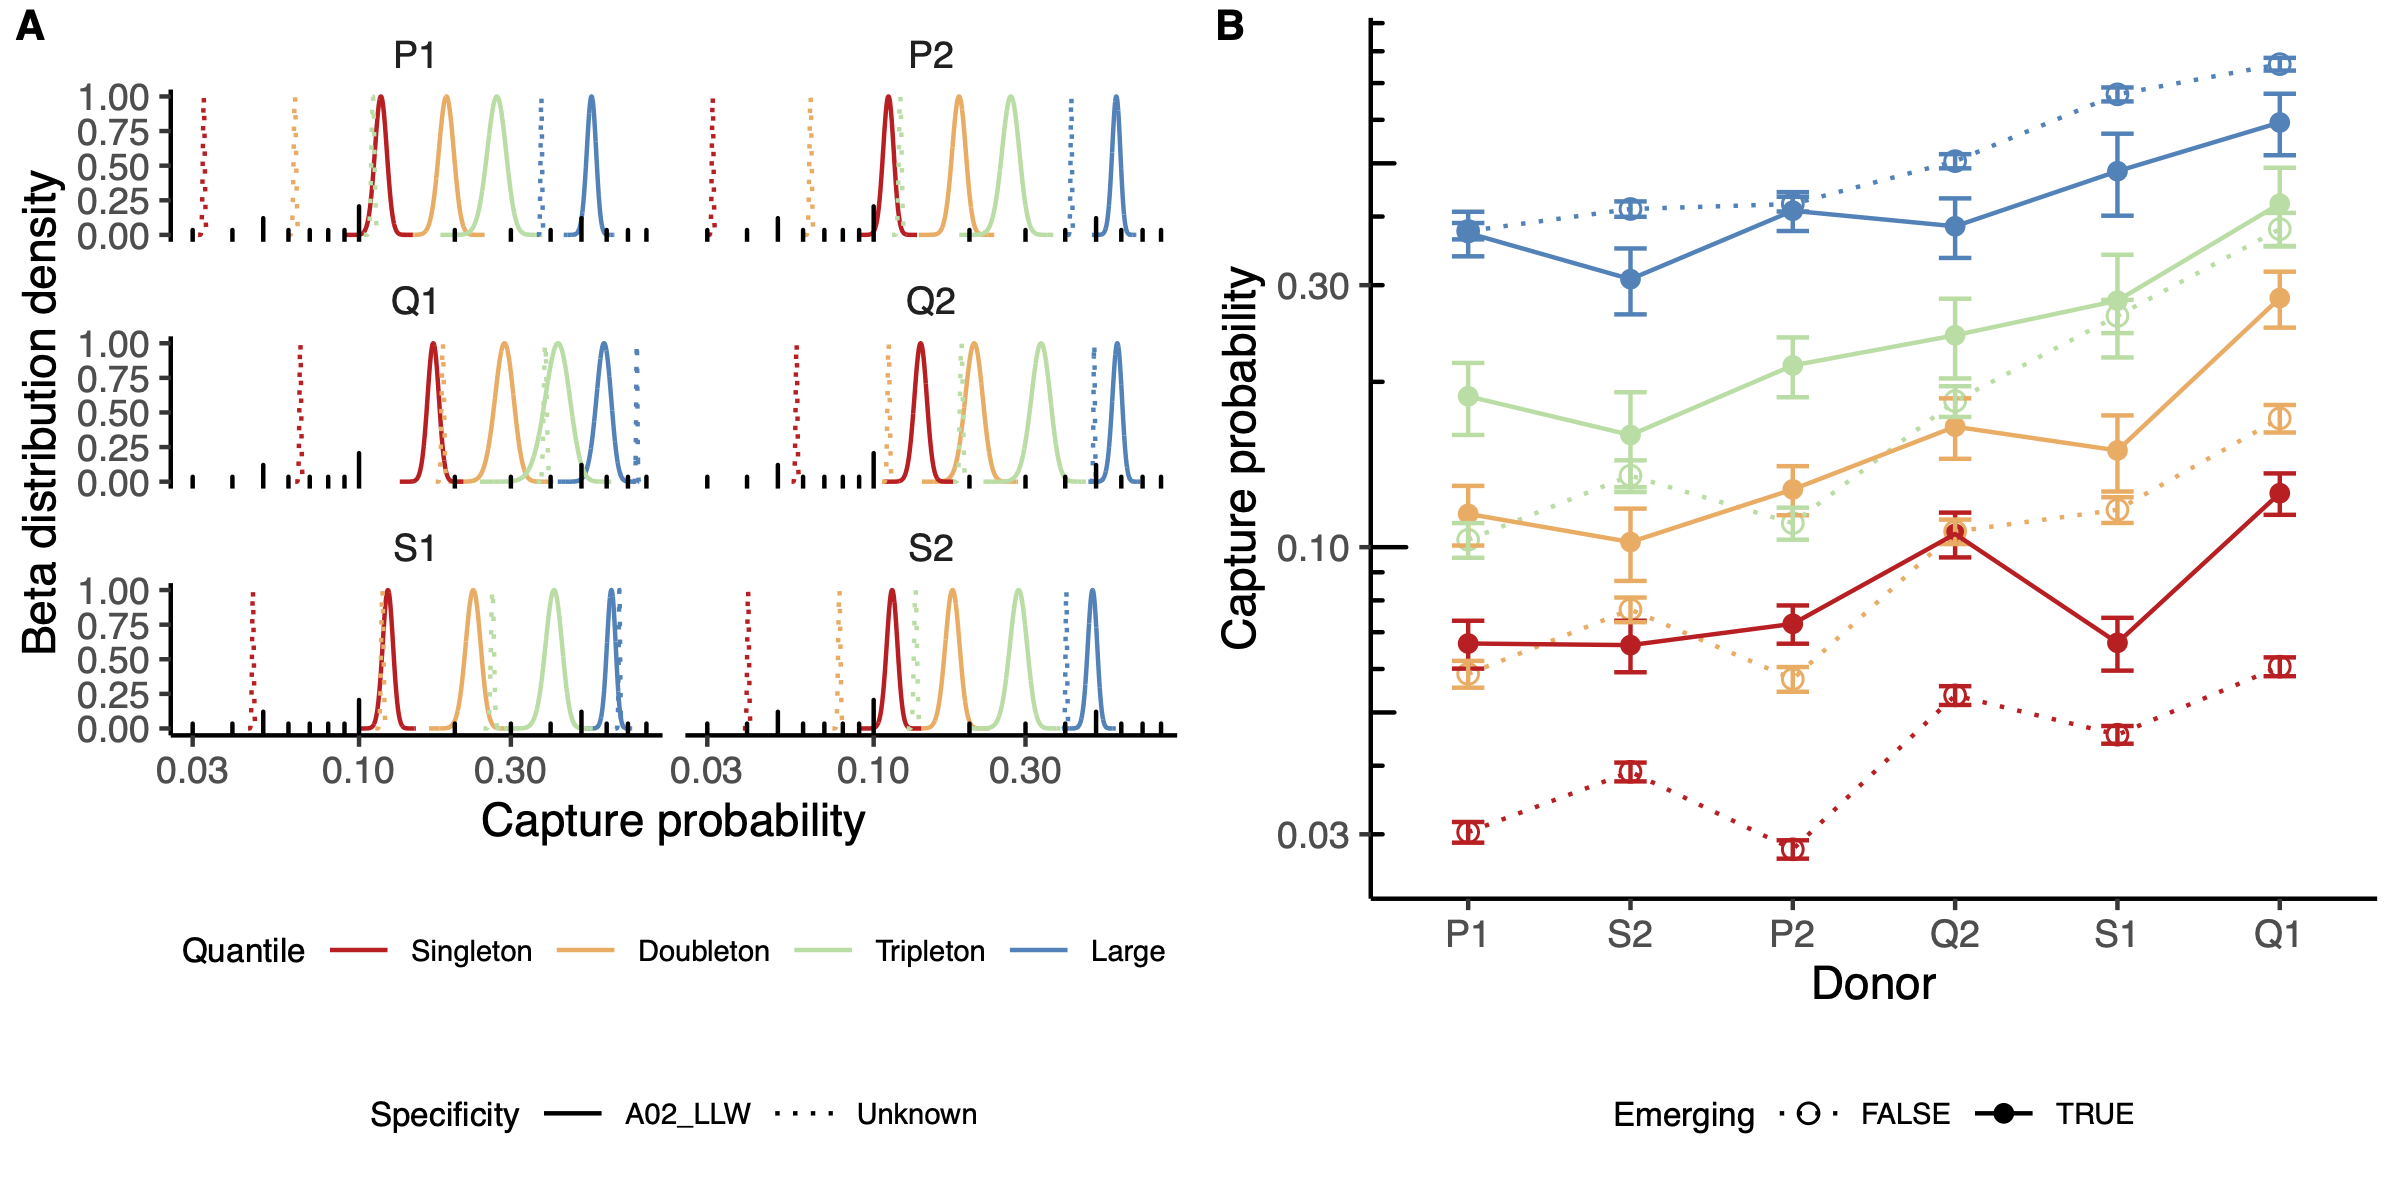 A
P1
P2
1.00
0.75
0.50
0.25
0.00
Q1
Q2
1.00
0.75
0.50
0.25
0.00
S1
S2
1.00
0.75
0.50
0.25
0.00
0.03 0.10 0.30
0.03 0.10 0.30
Beta distribution density
Capture probability
Quantile Singleton Doubleton Tripleton Large
Specificity A02_LLW Unknown
B
Capture probability
0.30
0.10
0.03
P1 S2 P2 Q2 S1 Q1
Donor
Emerging FALSE TRUE